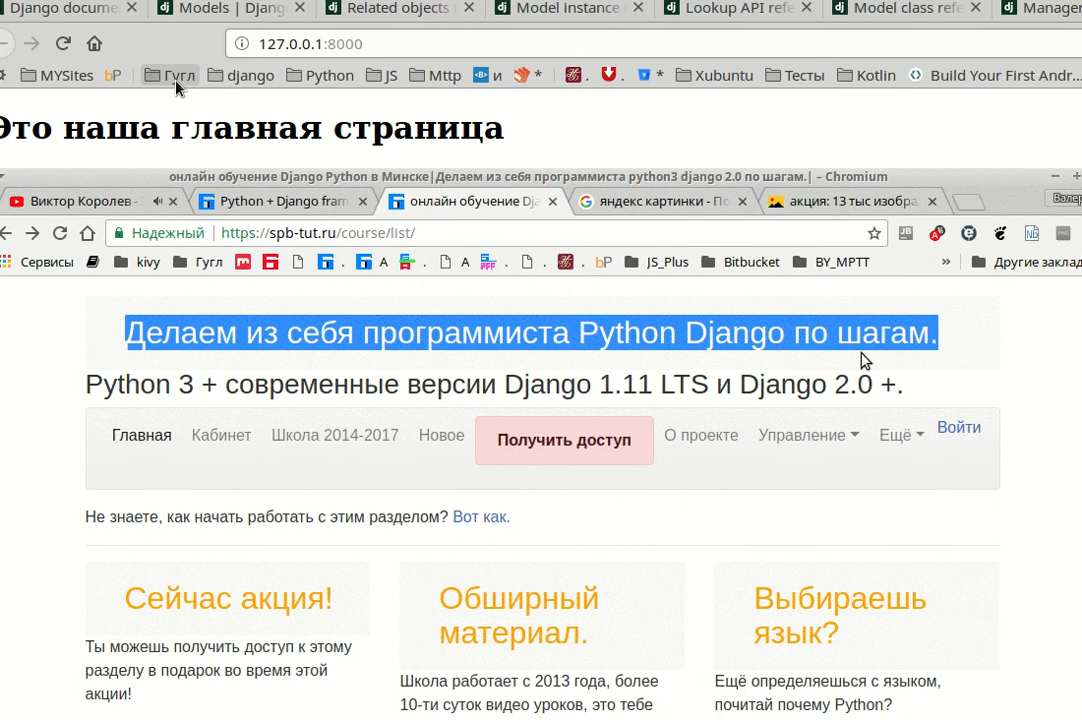 Django docume
Models | Djang
Related objects
Model instance r
Lookup API refe
Model class refe
Manager
127.0.0.1:8000
MYSites bP Гугл django Python JS Mttp и * . . * Xubuntu Тесты Kotlin Build Your First Andr...
Это наша главная страница
онлайн обучение Django Python в Минске|Делаем из себя программиста python3 django 2.0 по шагам.| – Chromium
Виктор Королев -
Python + Django fram
онлайн обучение Dja
яндекс картинки - По
акция: 13 тыс изобра
Валер
Надежный https://spb-tut.ru/course/list/
Сервисы kivy Гугл . A . A . . . bP JS_Plus Bitbucket BY_MPTT » Другие заклад
Делаем из себя программиста Python Django по шагам.
Python 3 + современные версии Django 1.11 LTS и Django 2.0 +.
Главная Кабинет Школа 2014-2017 Новое Получить доступ О проекте Управление Ещё Войти
Не знаете, как начать работать с этим разделом? Вот как.
Сейчас акция!
Ты можешь получить доступ к этому
разделу в подарок во время этой
акции!
Обширный
материал.
Школа работает с 2013 года, более
10-ти суток видео уроков, это тебе
Выбираешь
язык?
Ещё определяешься с языком,
почитай почему Python?